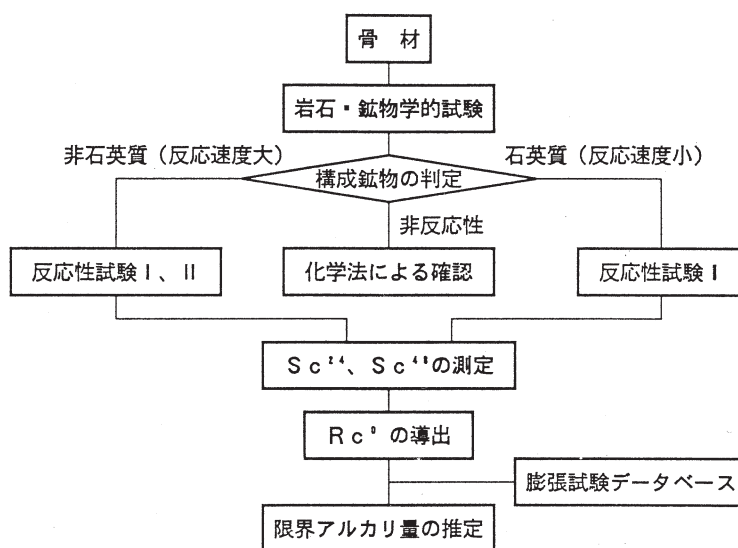 骨 材
岩石・鉱物学的試験
非石英質(反応速度大)
石英質(反応速度小)
構成鉱物の判定
非反応性
反応性試験Ⅰ、Ⅱ
化学法による確認
反応性試験Ⅰ
Sc²⁴、Sc⁴⁸の測定
Rc⁰の導出
膨張試験データベース
限界アルカリ量の推定